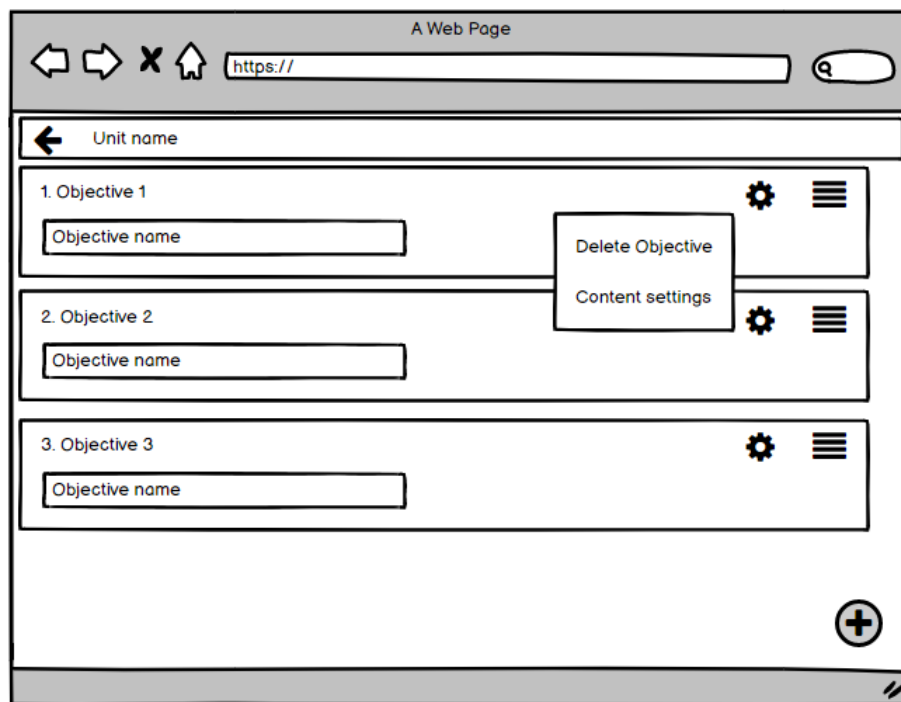 A Web Page
https://
Unit name
1. Objective 1
Objective name
Delete Objective
Content settings
2. Objective 2
Objective name
3. Objective 3
Objective name